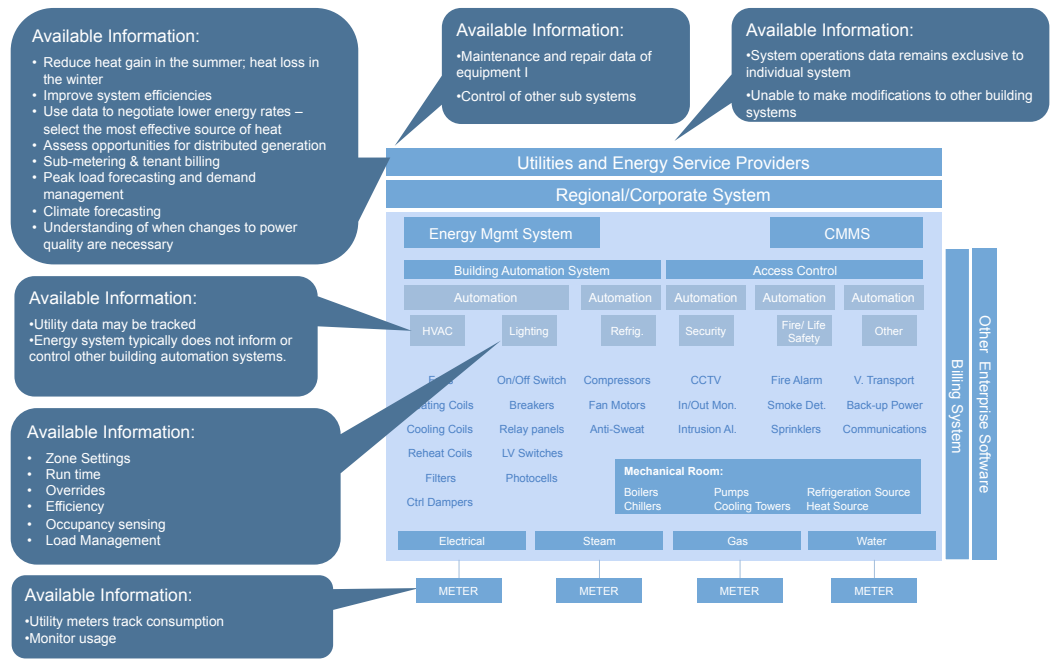 Available Information:
• Reduce heat gain in the summer; heat loss in
the winter
• Improve system efficiencies
• Use data to negotiate lower energy rates –
select the most effective source of heat
• Assess opportunities for distributed generation
• Sub-metering & tenant billing
• Peak load forecasting and demand
management
• Climate forecasting
• Understanding of when changes to power
quality are necessary
Available Information:
•Maintenance and repair data of
equipment I
•Control of other sub systems
Available Information:
•System operations data remains exclusive to
individual system
•Unable to make modifications to other building
systems
Utilities and Energy Service Providers
Regional/Corporate System
Energy Mgmt System
CMMS
Building Automation System
Access Control
Automation
Automation
Automation
Automation
Automation
HVAC
Lighting
Refrig.
Security
Fire/ Life
Safety
Other
On/Off Switch
Compressors
CCTV
Fire Alarm
V. Transport
Breakers
Fan Motors
In/Out Mon.
Smoke Det.
Back-up Power
Coils
Cooling Coils
Relay panels
Anti-Sweat
Intrusion Al.
Sprinklers
Communications
Reheat Coils
LV Switches
Filters
Photocells
Ctrl Dampers
Mechanical Room:
Boilers
Pumps
Refrigeration Source
Chillers
Cooling Towers
Heat Source
Electrical
Steam
Gas
Water
METER
METER
METER
METER
Billing System
Other Enterprise Software
Available Information:
•Utility data may be tracked
•Energy system typically does not inform or
control other building automation systems.
Available Information:
• Zone Settings
• Run time
• Overrides
• Efficiency
• Occupancy sensing
• Load Management
Available Information:
•Utility meters track consumption
•Monitor usage